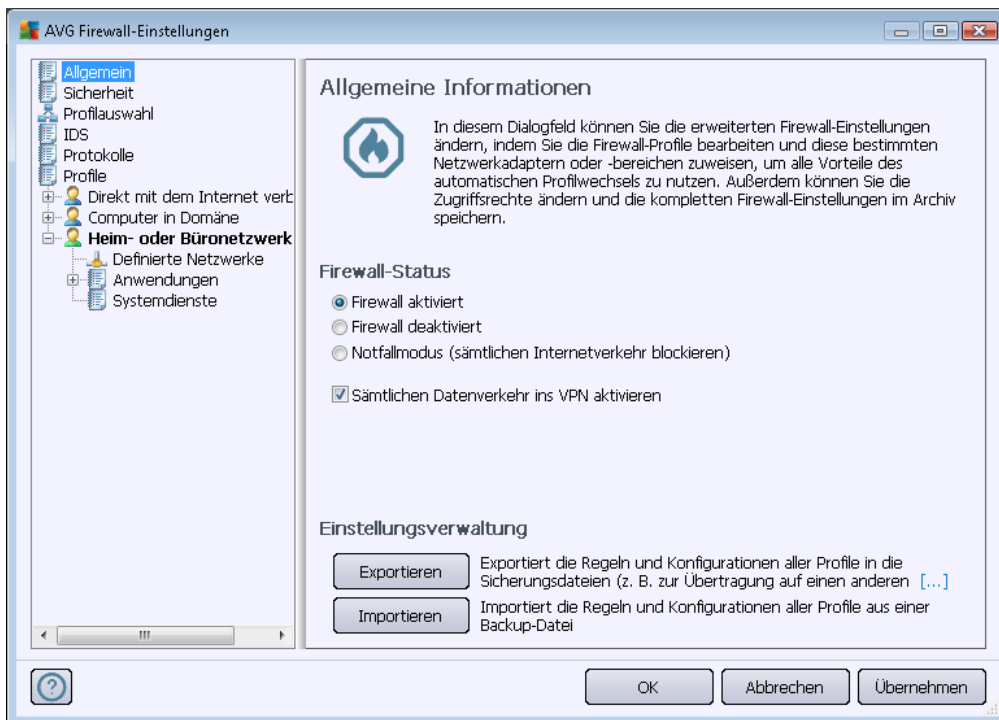 AVG Firewall-Einstellungen
Allgemein
Sicherheit
Profilauswahl
IDS
Protokolle
Profile
Direkt mit dem Internet verb
Computer in Domäne
Heim- oder Büronetzwerk
Definierte Netzwerke
Anwendungen
Systemdienste
Allgemeine Informationen
In diesem Dialogfeld können Sie die erweiterten Firewall-Einstellungen
ändern, indem Sie die Firewall-Profile bearbeiten und diese bestimmten
Netzwerkadaptern oder -bereichen zuweisen, um alle Vorteile des
automatischen Profilwechsels zu nutzen. Außerdem können Sie die
Zugriffsrechte ändern und die kompletten Firewall-Einstellungen im Archiv
speichern.
Firewall-Status
Firewall aktiviert
Firewall deaktiviert
Notfallmodus (sämtlichen Internetverkehr blockieren)
Sämtlichen Datenverkehr ins VPN aktivieren
Einstellungsverwaltung
Exportieren
Exportiert die Regeln und Konfigurationen aller Profile in die
Sicherungsdateien (z. B. zur Übertragung auf einen anderen [...]
Importieren
Importiert die Regeln und Konfigurationen aller Profile aus einer
Backup-Datei
?
OK
Abbrechen
Übernehmen